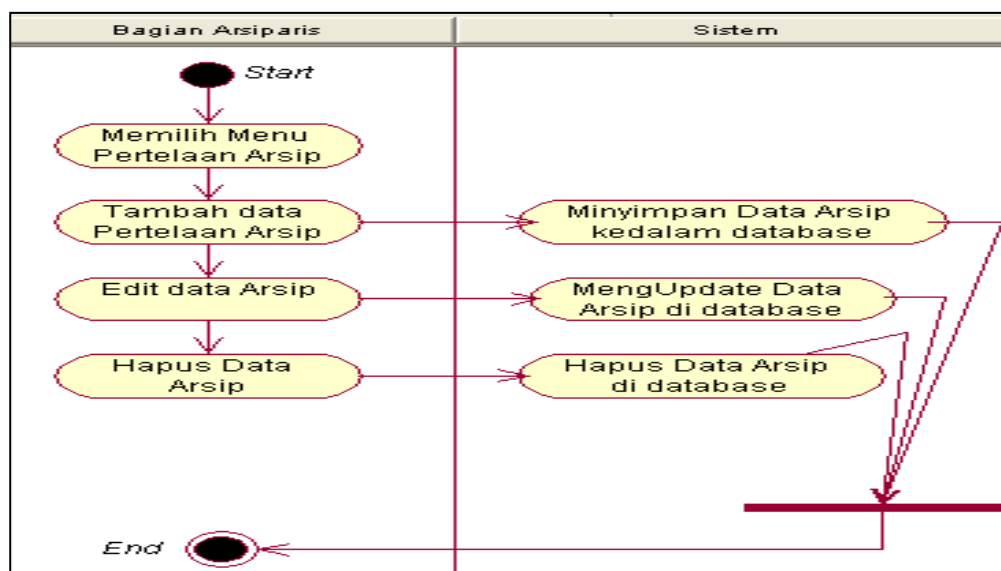 Bagian Arsiparis
Sistem
Start
Memilih Menu
Pertelaan Arsip
Tambah data
Pertelaan Arsip
Minyimpan Data Arsip
kedalam database
Edit data Arsip
MengUpdate Data
Arsip di database
Hapus Data
Arsip
Hapus Data Arsip
di database
End